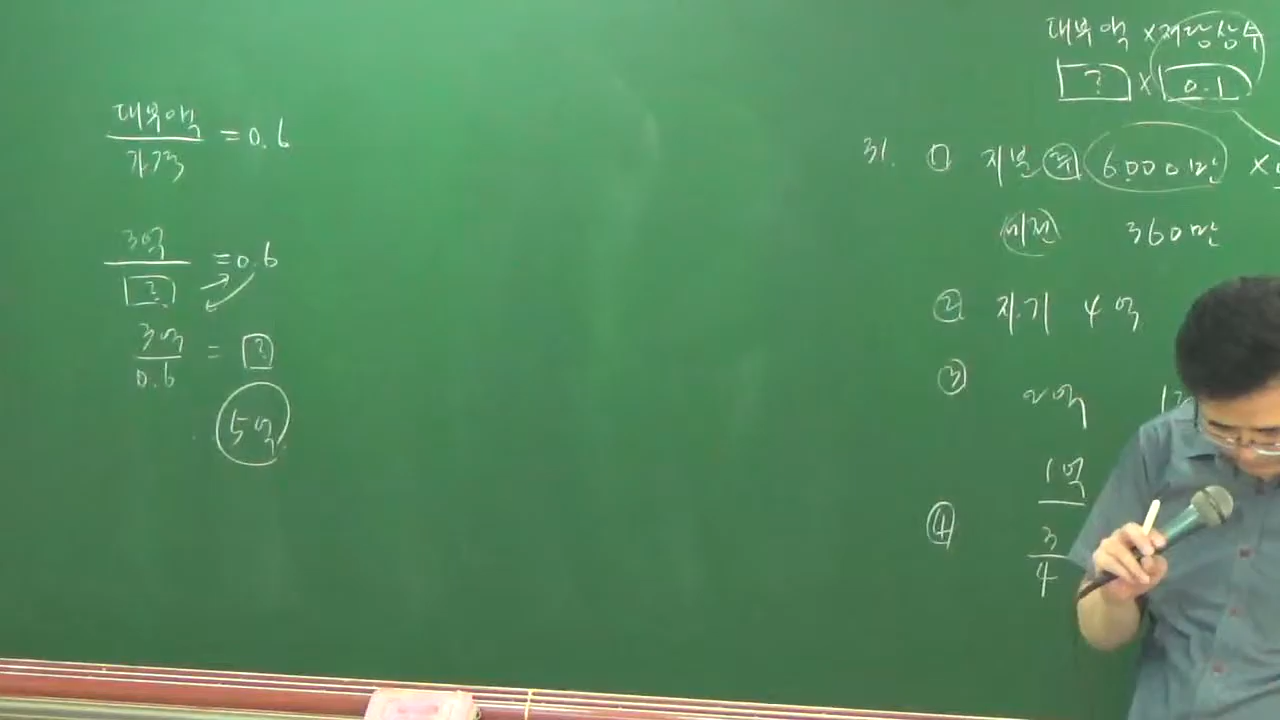 대부액
가격 = 0.6
3억
? = 0.6
3억
0.6 = ?
5억
대부액 × 저당상수
? × 0.1
31. ① 지분 6000만 ×
세전 360만
② 자기 4억
③ 2억
1억
④ 3
4